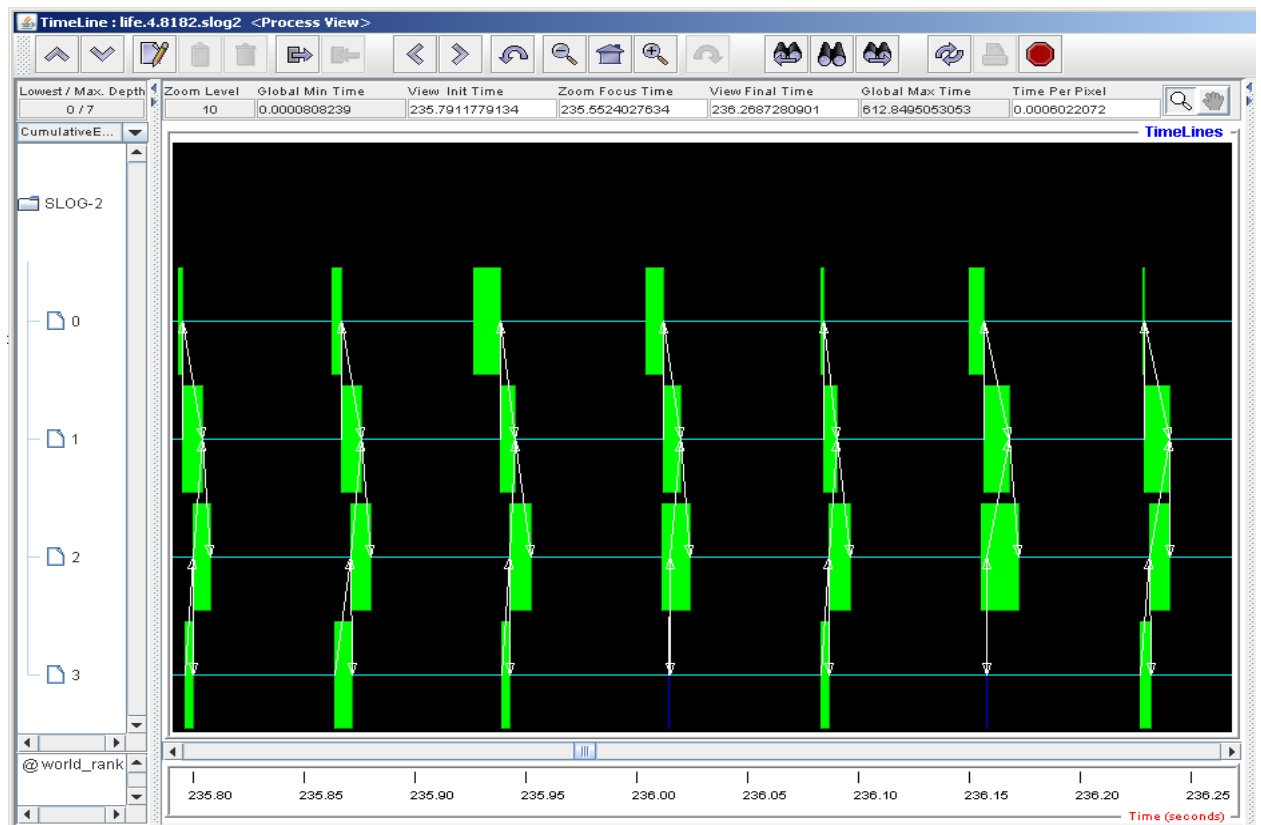 TimeLine : life.4.8182.slog2 <Process View>
Lowest / Max. Depth Zoom Level Global Min Time View Init Time Zoom Focus Time View Final Time Global Max Time Time Per Pixel
0 / 7 10 0.0000808239 235.7911779134 235.5524027634 236.2687280901 612.8495053053 0.0006022072
CumulativeE...
TimeLines
SLOG-2
0
1
2
3
@ world_rank
235.80 235.85 235.90 235.95 236.00 236.05 236.10 236.15 236.20 236.25
Time (seconds)